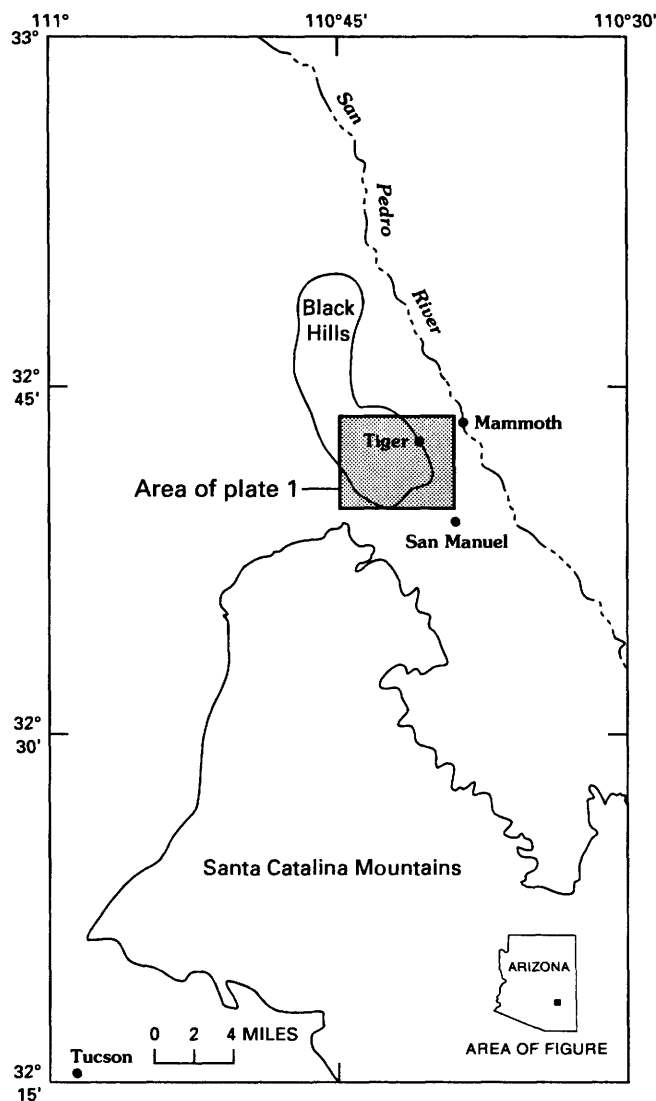 111°
110°45'
110°30'
33°
San
Pedro
River
Black
Hills
32°
45'
Mammoth
Tiger
Area of plate 1
San Manuel
32°
30'
Santa Catalina Mountains
ARIZONA
0 2 4 MILES
AREA OF FIGURE
Tucson
32°
15'